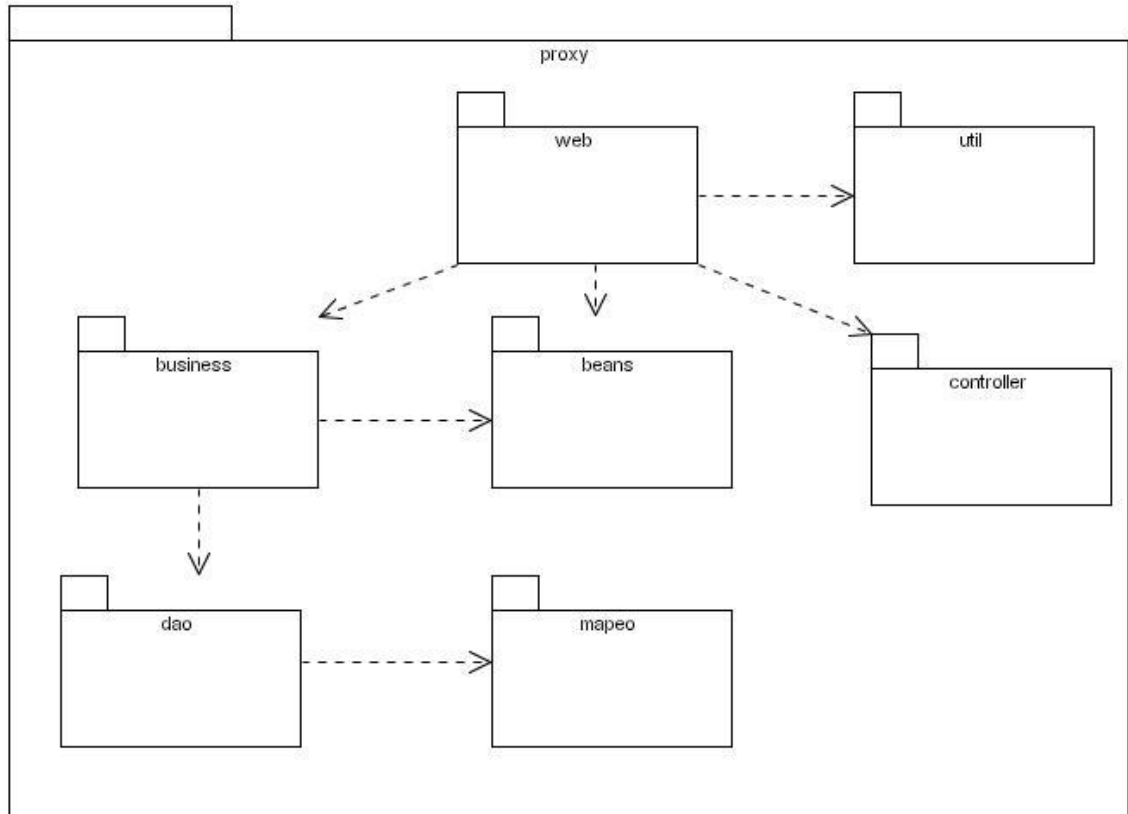 proxy
web
util
business
beans
controller
dao
mapeo